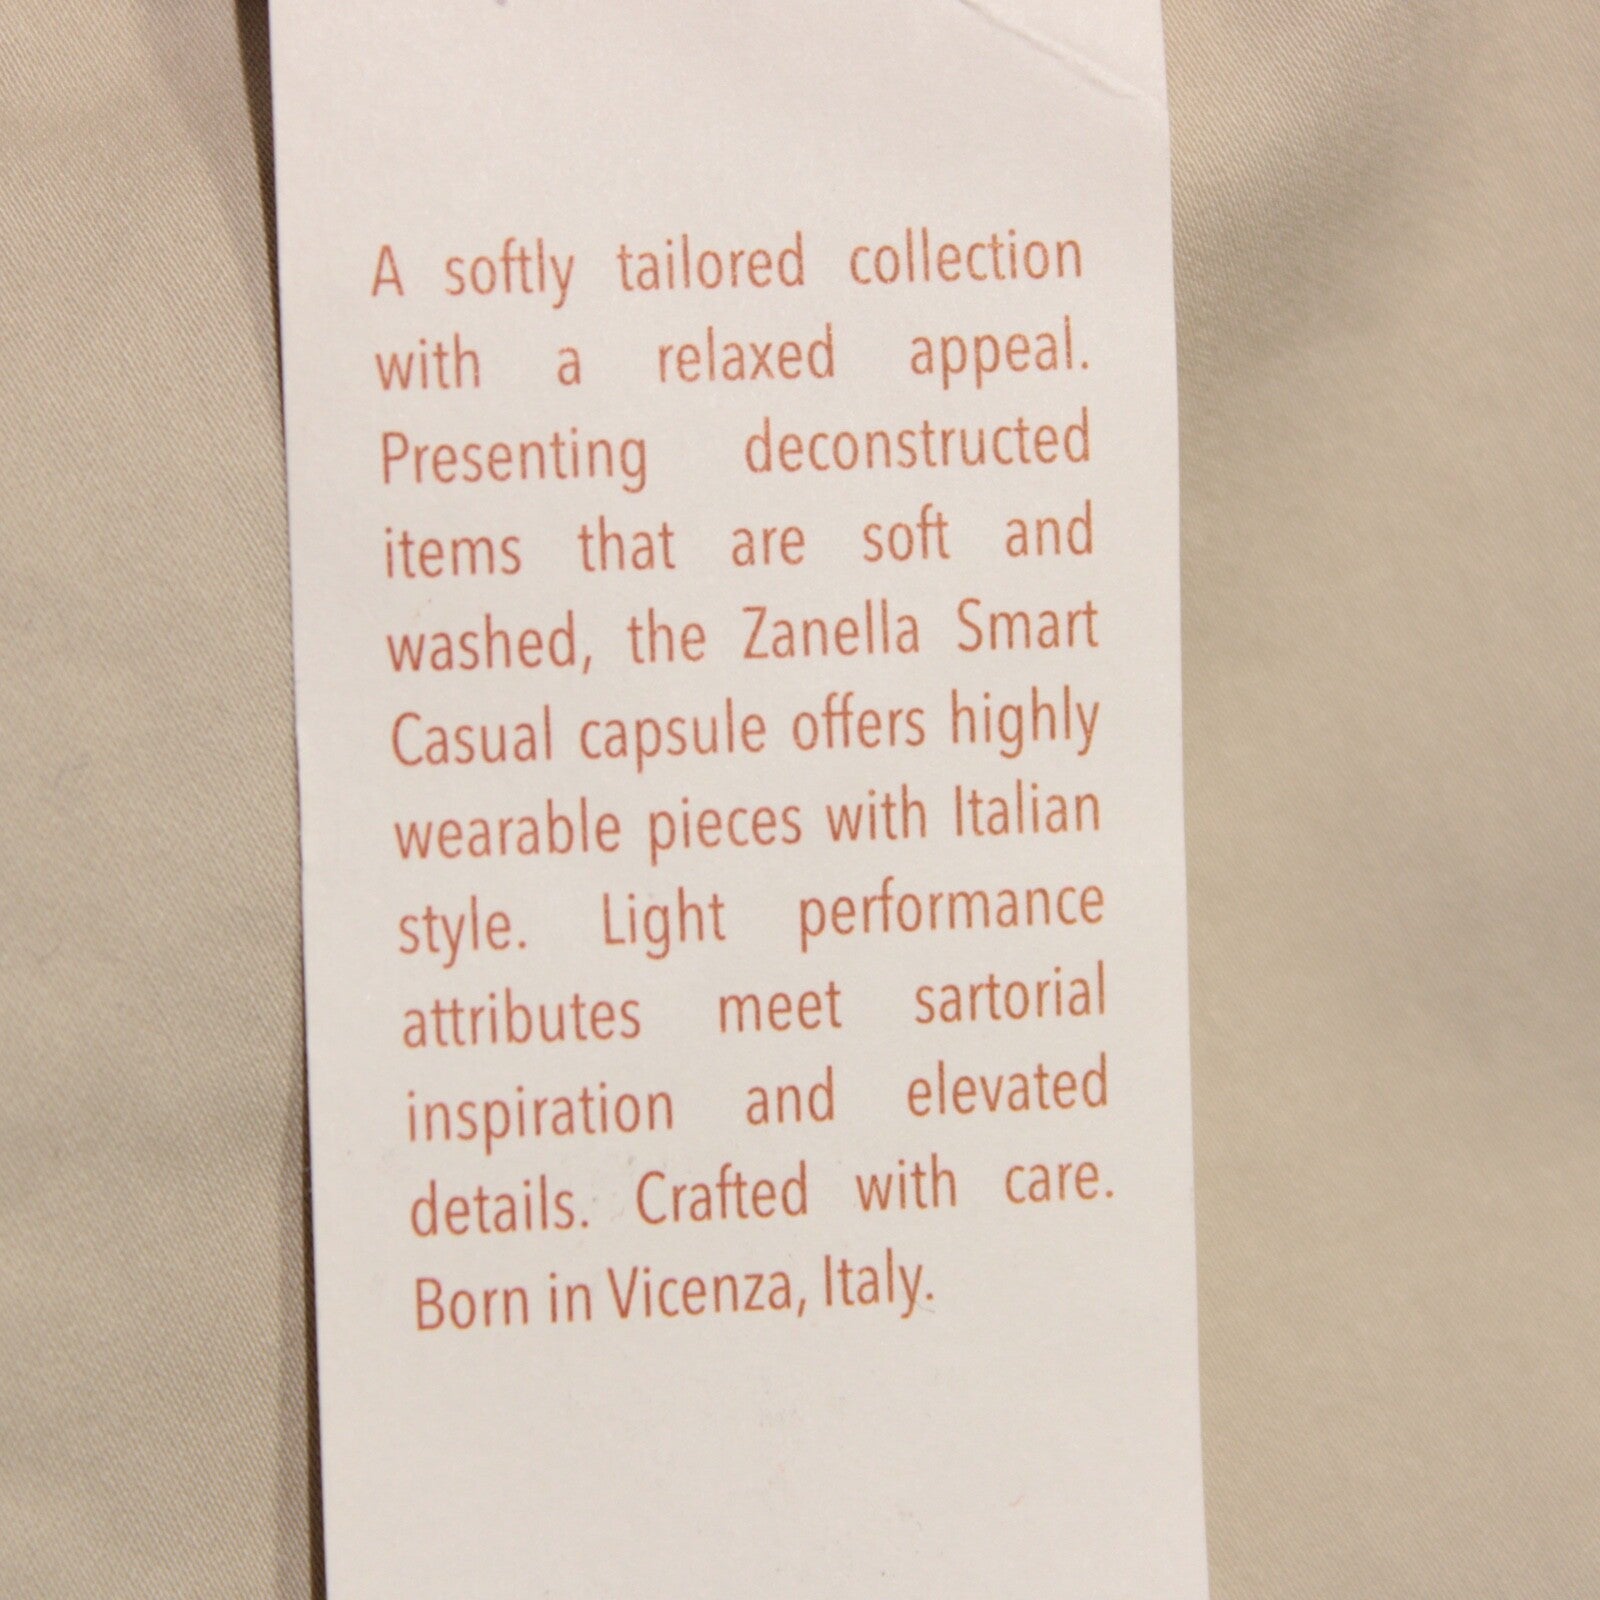 A softly tailored collection
with a relaxed appeal.
Presenting deconstructed
items that are soft and
washed, the Zanella Smart
Casual capsule offers highly
wearable pieces with Italian
style. Light performance
attributes meet sartorial
inspiration and elevated
details. Crafted with care.
Born in Vicenza, Italy.